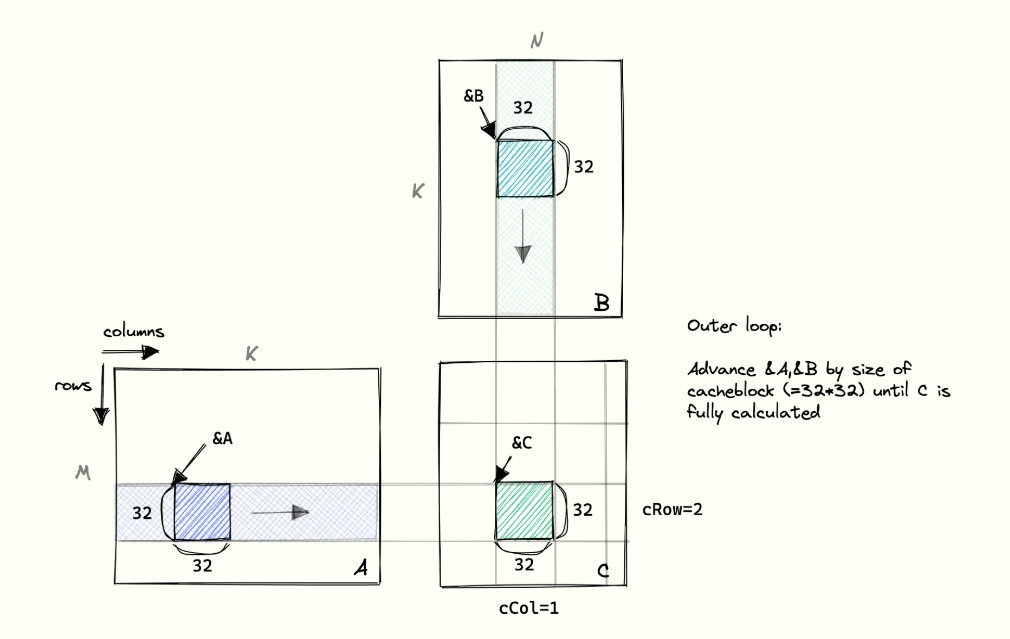 N
&B
32
K
32
B
columns
rows
K
&A
M
32
32
A
&C
32
32
C
cRow=2
cCol=1
Outer loop:
Advance &A,&B by size of
cacheblock (=32*32) until C is
fully calculated